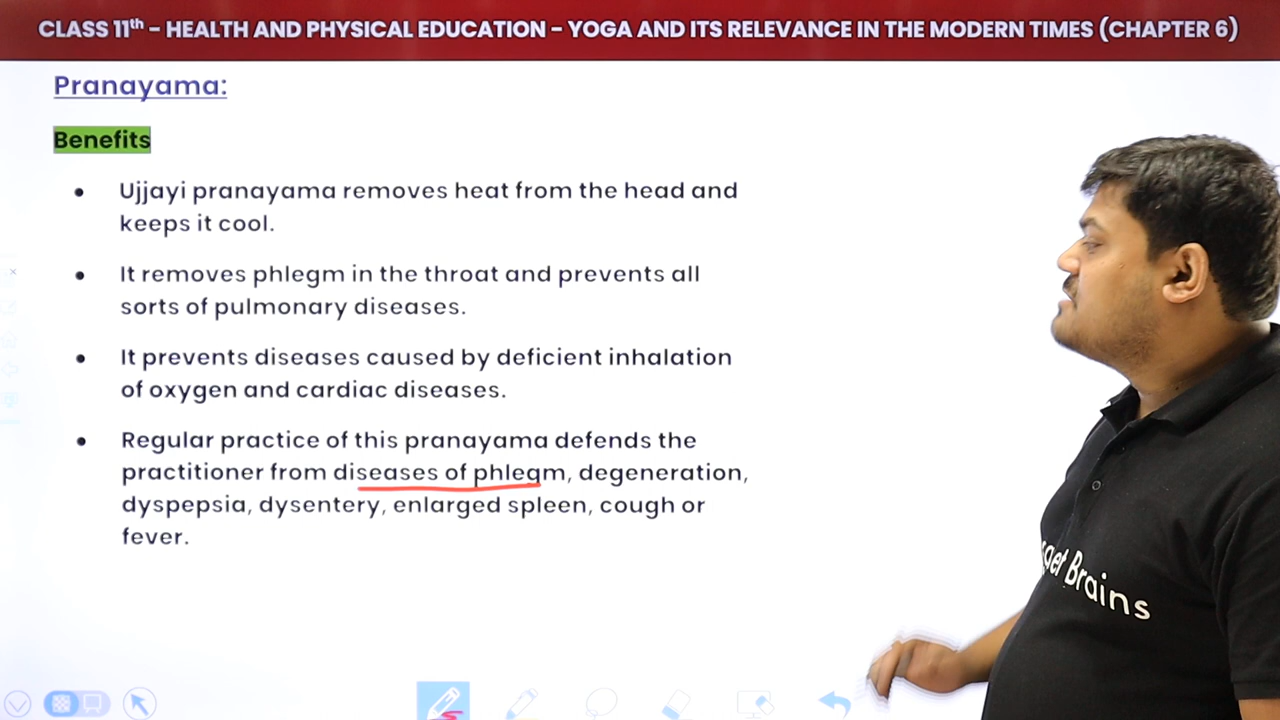 CLASS 11th – HEALTH AND PHYSICAL EDUCATION – YOGA AND ITS RELEVANCE IN THE MODERN TIMES (CHAPTER 6)
Pranayama:
Benefits
• Ujjayi pranayama removes heat from the head and
keeps it cool.
• It removes phlegm in the throat and prevents all
sorts of pulmonary diseases.
• It prevents diseases caused by deficient inhalation
of oxygen and cardiac diseases.
• Regular practice of this pranayama defends the
practitioner from diseases of phlegm, degeneration,
dyspepsia, dysentery, enlarged spleen, cough or
fever.
Brains